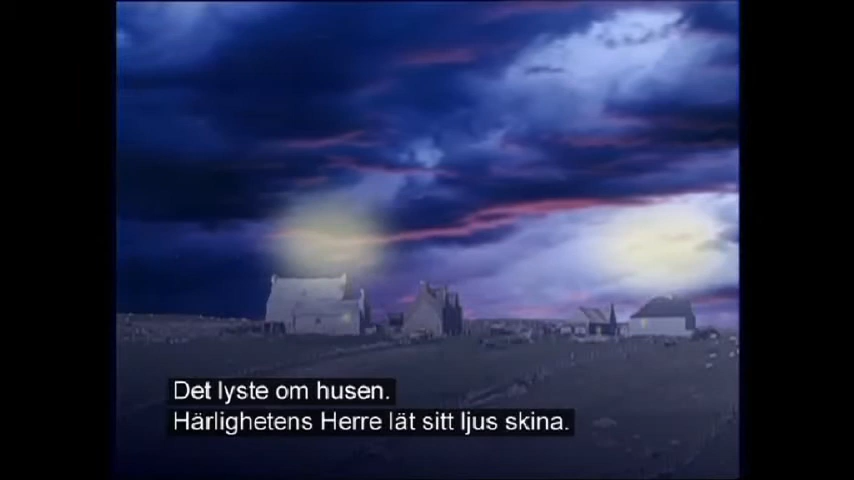 Det lyste om husen.
Härlighetens Herre lät sitt ljus skina.